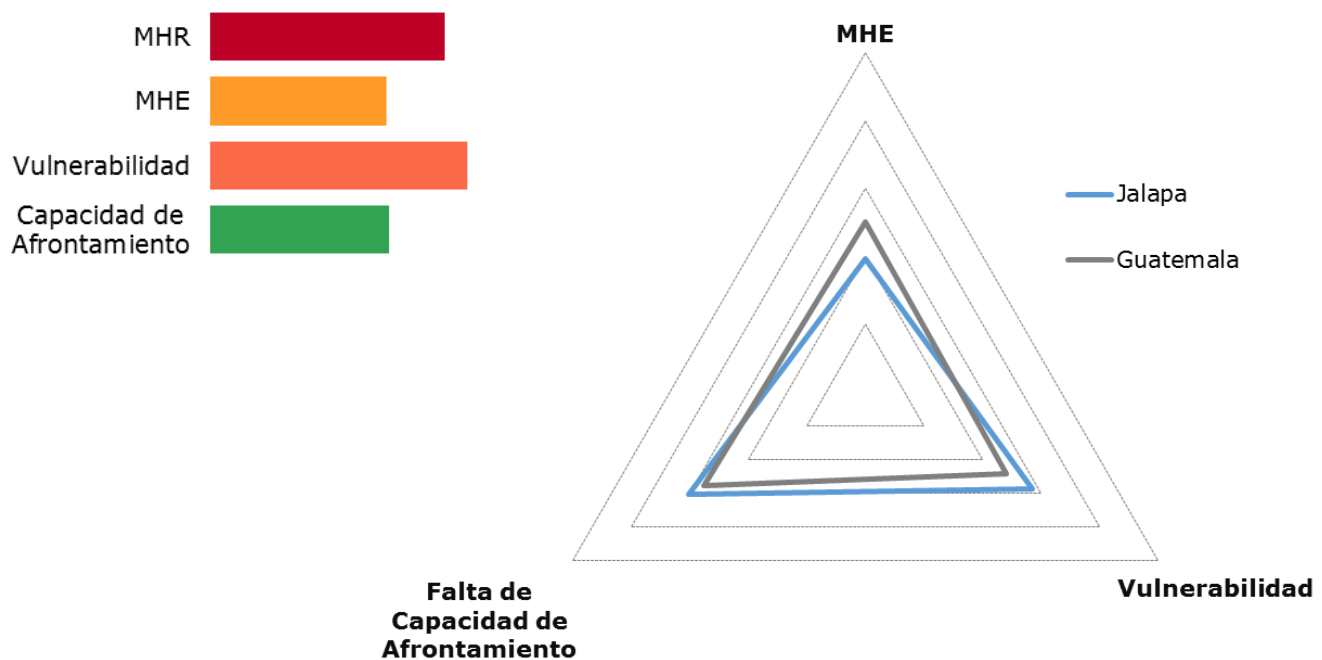 MHR
MHE
Vulnerabilidad
Capacidad de
Afrontamiento
MHE
Jalapa
Guatemala
Falta de
Capacidad de
Afrontamiento
Vulnerabilidad